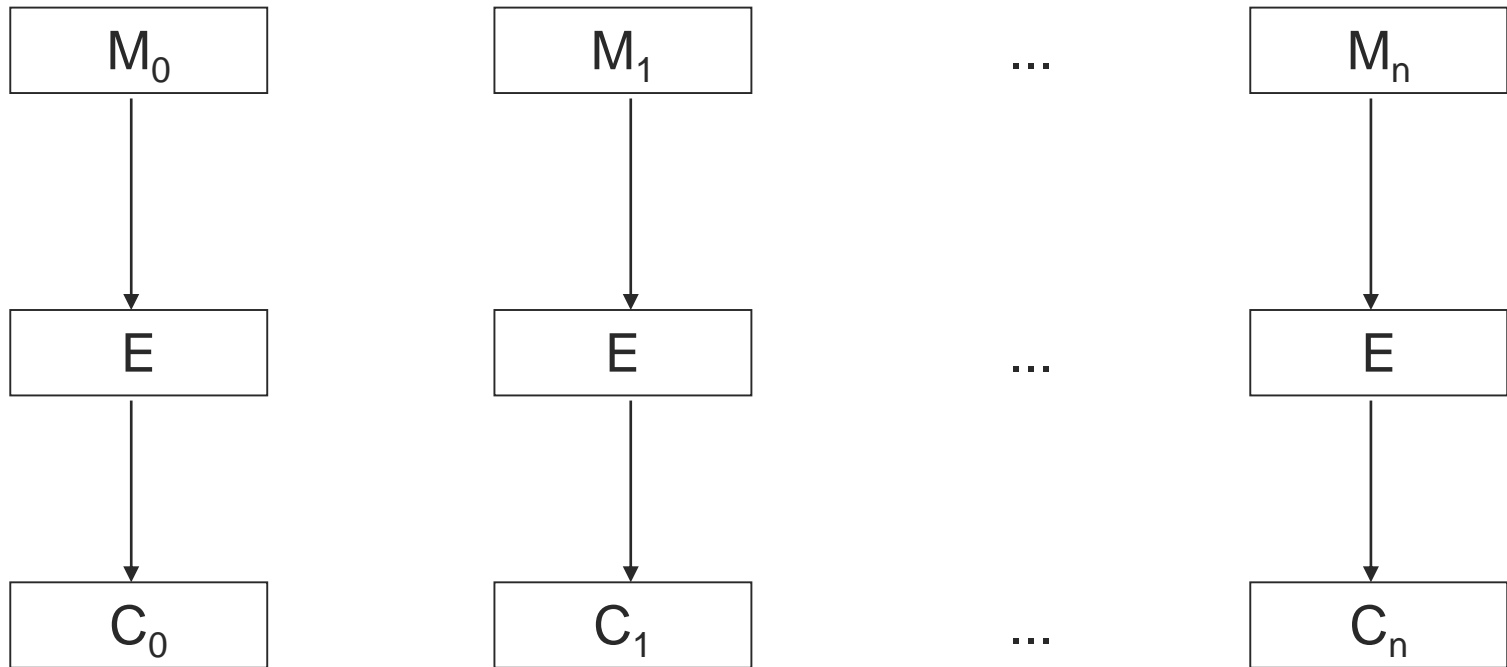 M₀ M₁ ... Mₙ
E E ... E
C₀ C₁ ... Cₙ